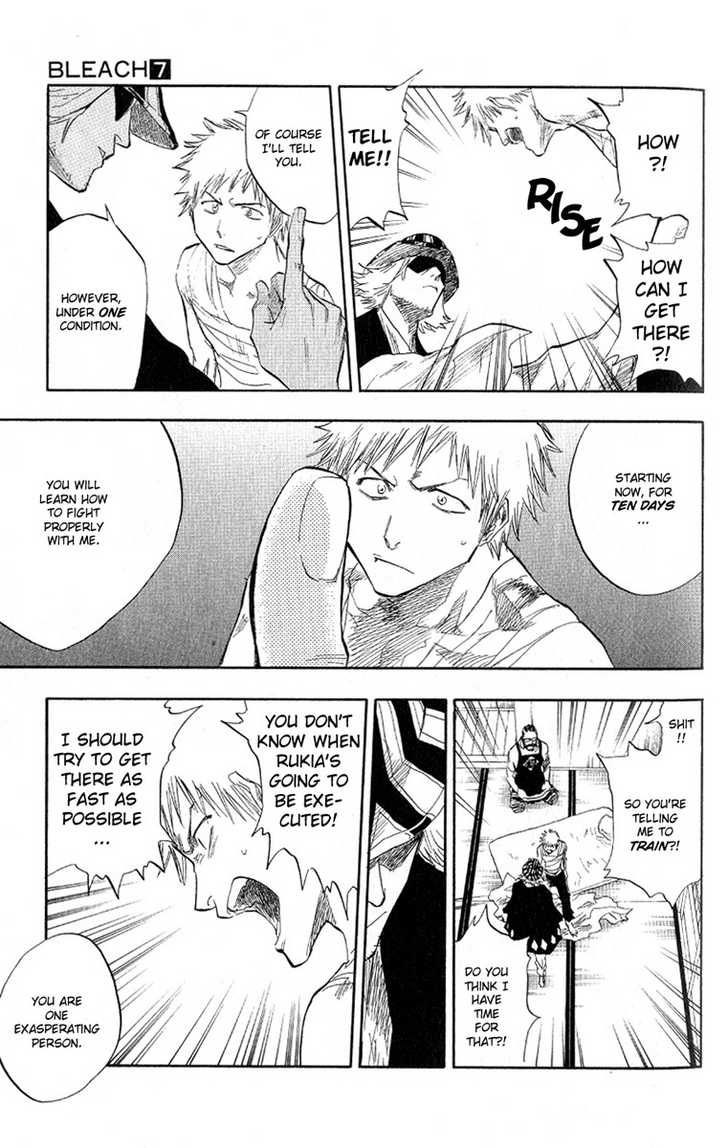 BLEACH 7
HOW
?!
TELL
ME!!
RISE
HOW
CAN I
GET
THERE
?!
OF COURSE
I'LL TELL
YOU.
HOWEVER,
UNDER ONE
CONDITION.
STARTING
NOW, FOR
TEN DAYS
...
YOU WILL
LEARN HOW
TO FIGHT
PROPERLY
WITH ME.
SHIT
!!
SO YOU'RE
TELLING
ME TO
TRAIN?!
DO YOU
THINK I
HAVE
TIME
FOR
THAT?!
YOU DON'T
KNOW WHEN
RUKIA'S
GOING TO
BE EXE-
CUTED!
I SHOULD
TRY TO GET
THERE AS
FAST AS
POSSIBLE
...
YOU ARE
ONE
EXASPERATING
PERSON.